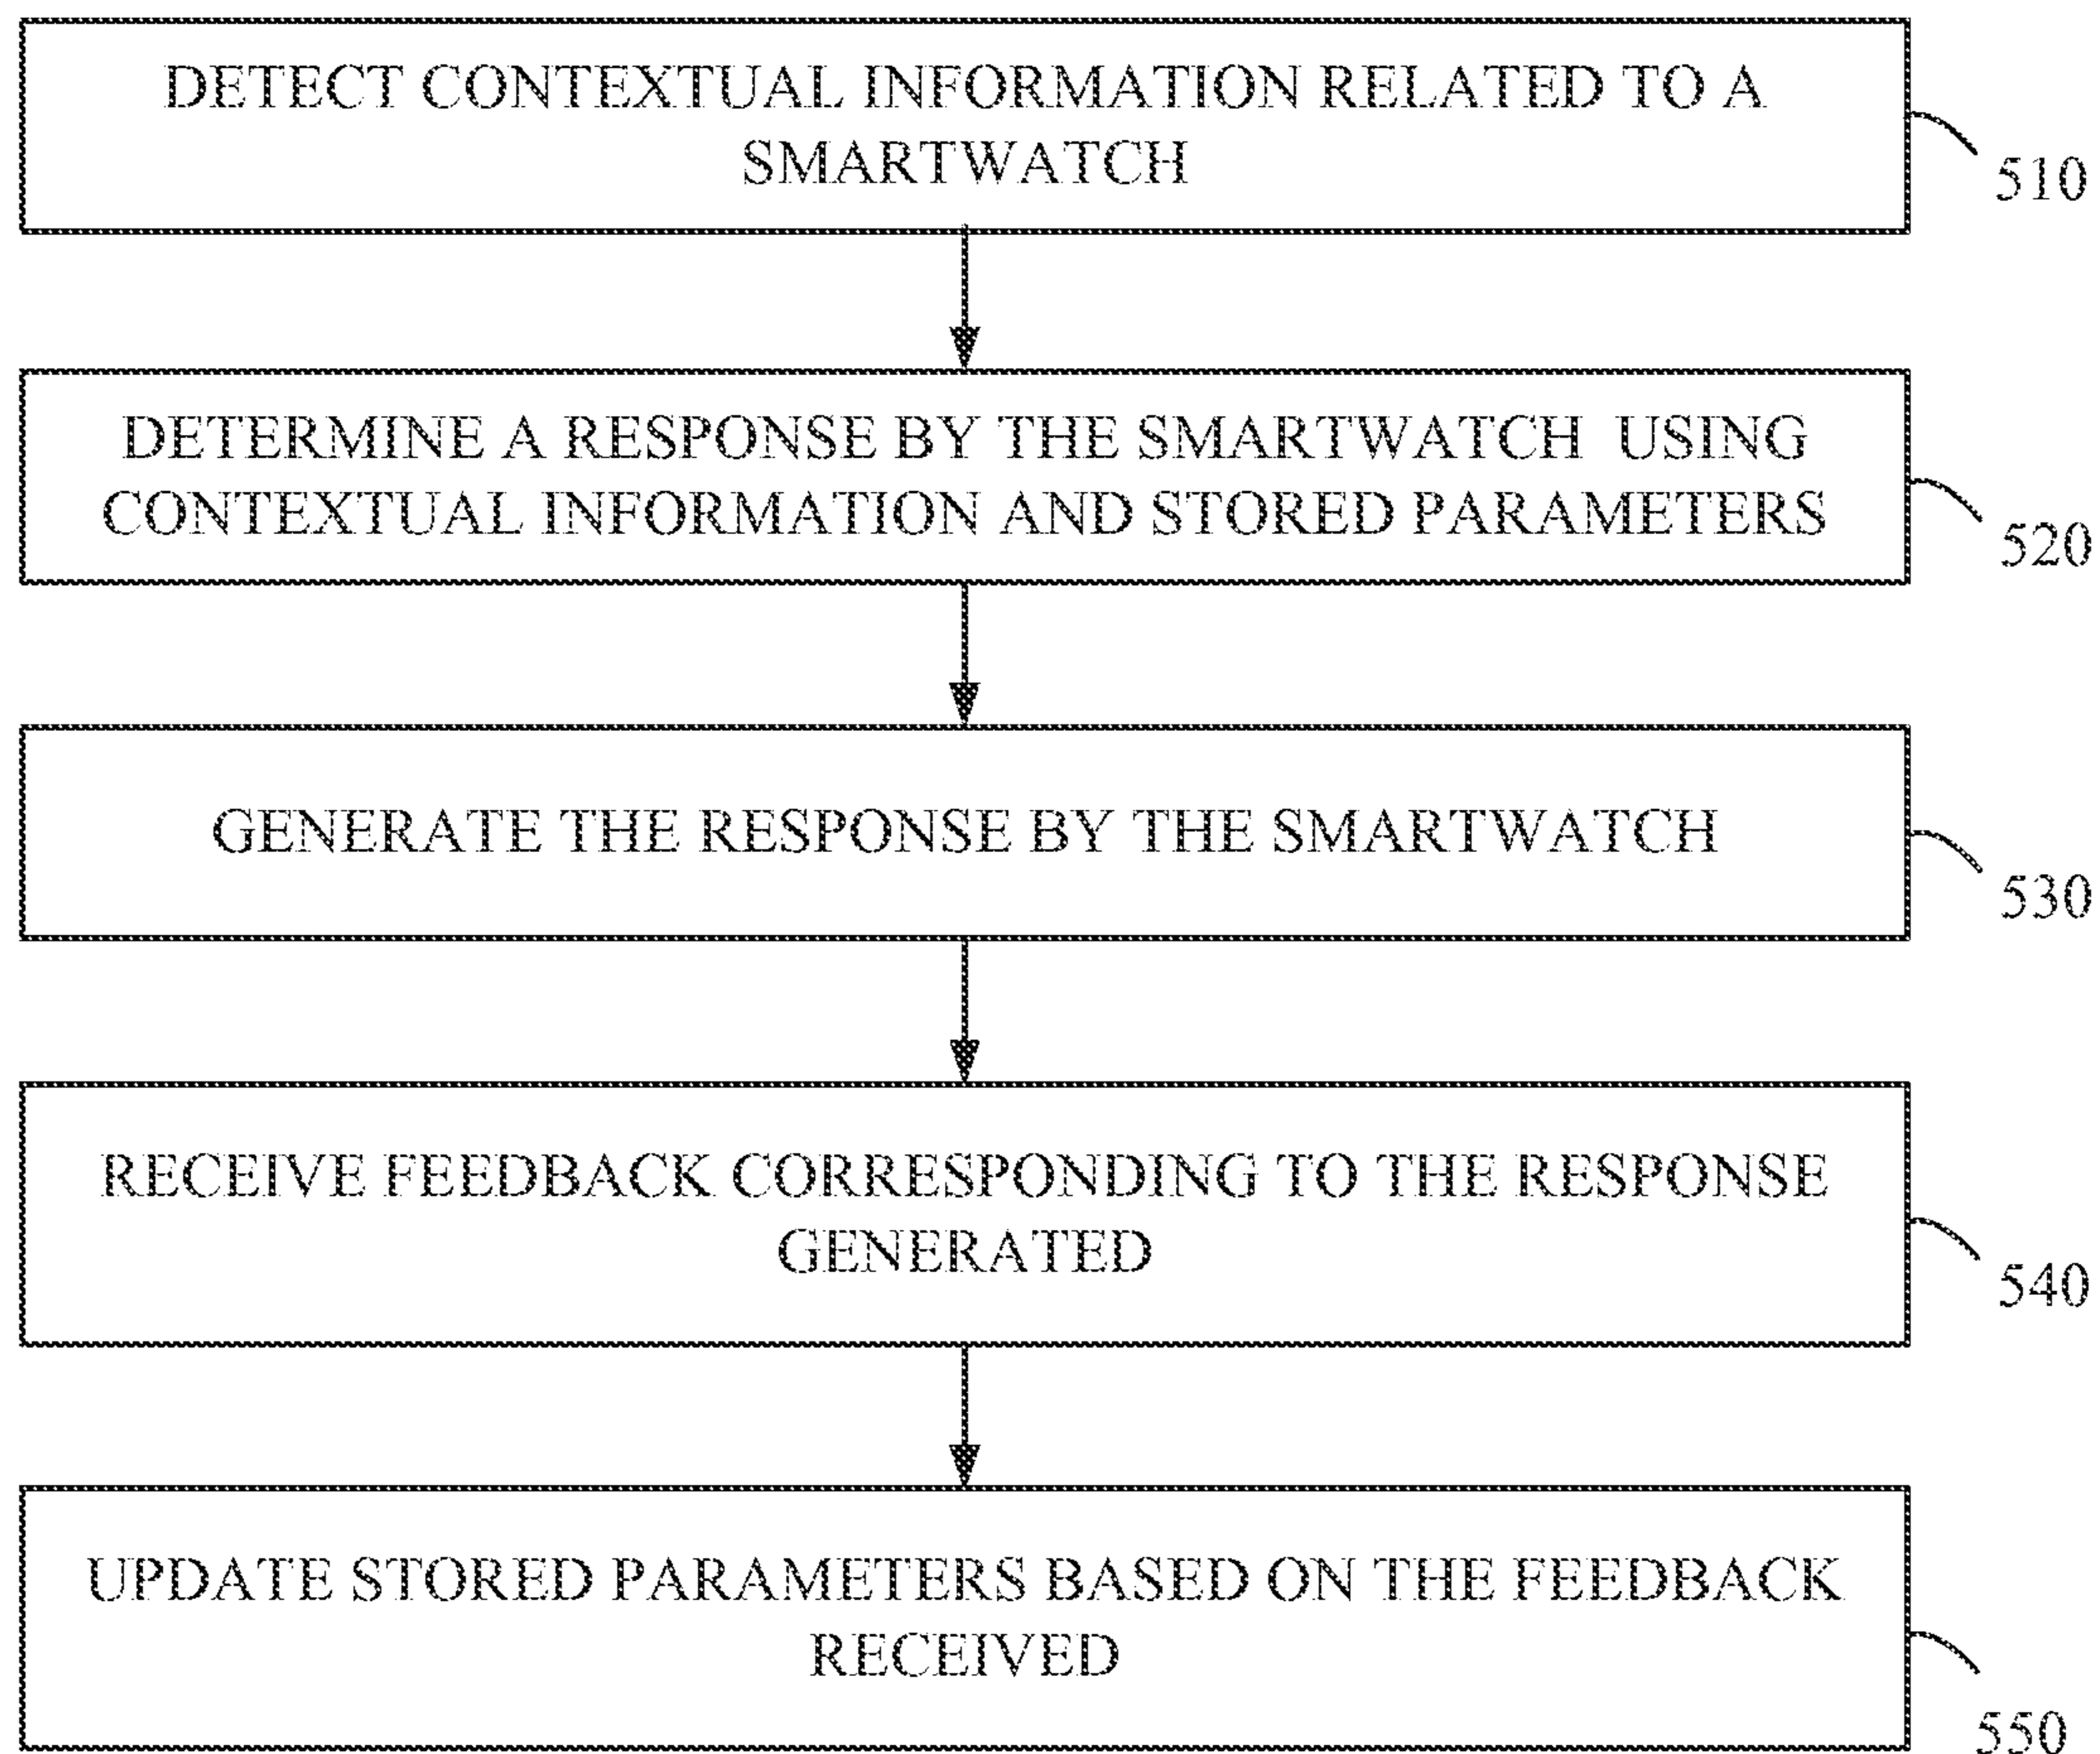 DETECT CONTEXTUAL INFORMATION RELATED TO A
SMARTWATCH
510
DETERMINE A RESPONSE BY THE SMARTWATCH USING
CONTEXTUAL INFORMATION AND STORED PARAMETERS
520
GENERATE THE RESPONSE BY THE SMARTWATCH
530
RECEIVE FEEDBACK CORRESPONDING TO THE RESPONSE
GENERATED
540
UPDATE STORED PARAMETERS BASED ON THE FEEDBACK
RECEIVED
550